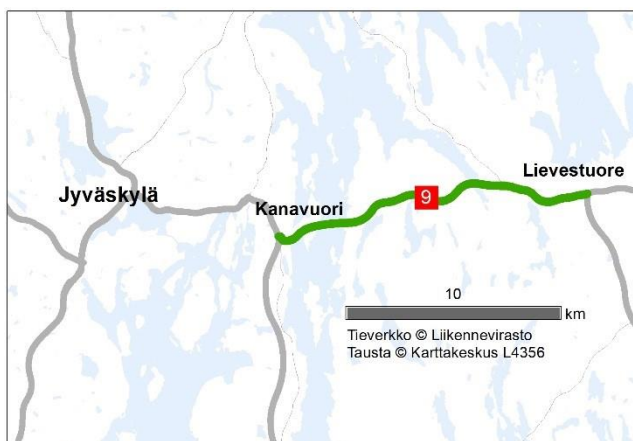 Lievestuore
Jyväskylä
Kanavuori
9
10
km
Tieverkko © Liikennevirasto
Tausta © Karttakeskus L4356